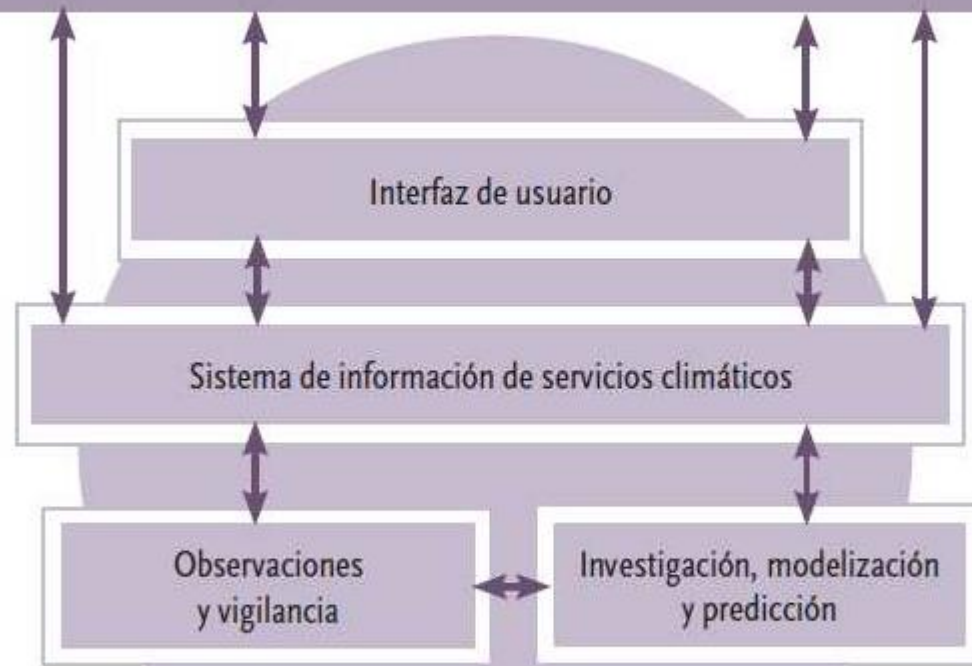 Interfaz de usuario
Sistema de información de servicios climáticos
Observaciones
y vigilancia
Investigación, modelización
y predicción